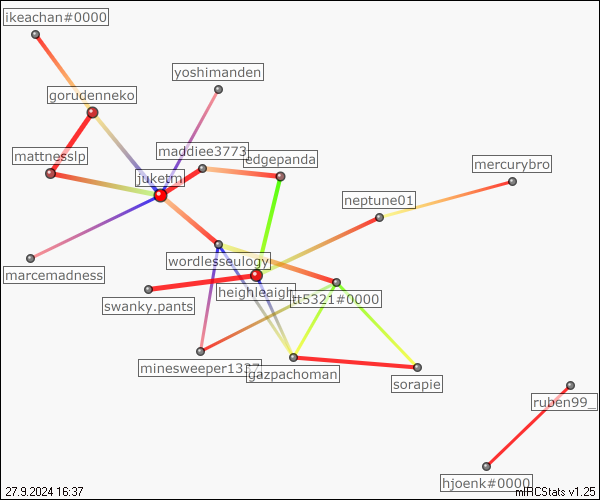 ikeachan#0000
yoshimanden
gorudenneko
maddiee3773
mattnesslp
edgepanda
mercurybro
juketm
neptune01
wordlesseulogy
marcemadness
heighleaigh
tt5321#0000
swanky.pants
minesweeper1337
gazpachoman
sorapie
ruben99_
hjoenk#0000
27.9.2024 16:37
mIRCStats v1.25